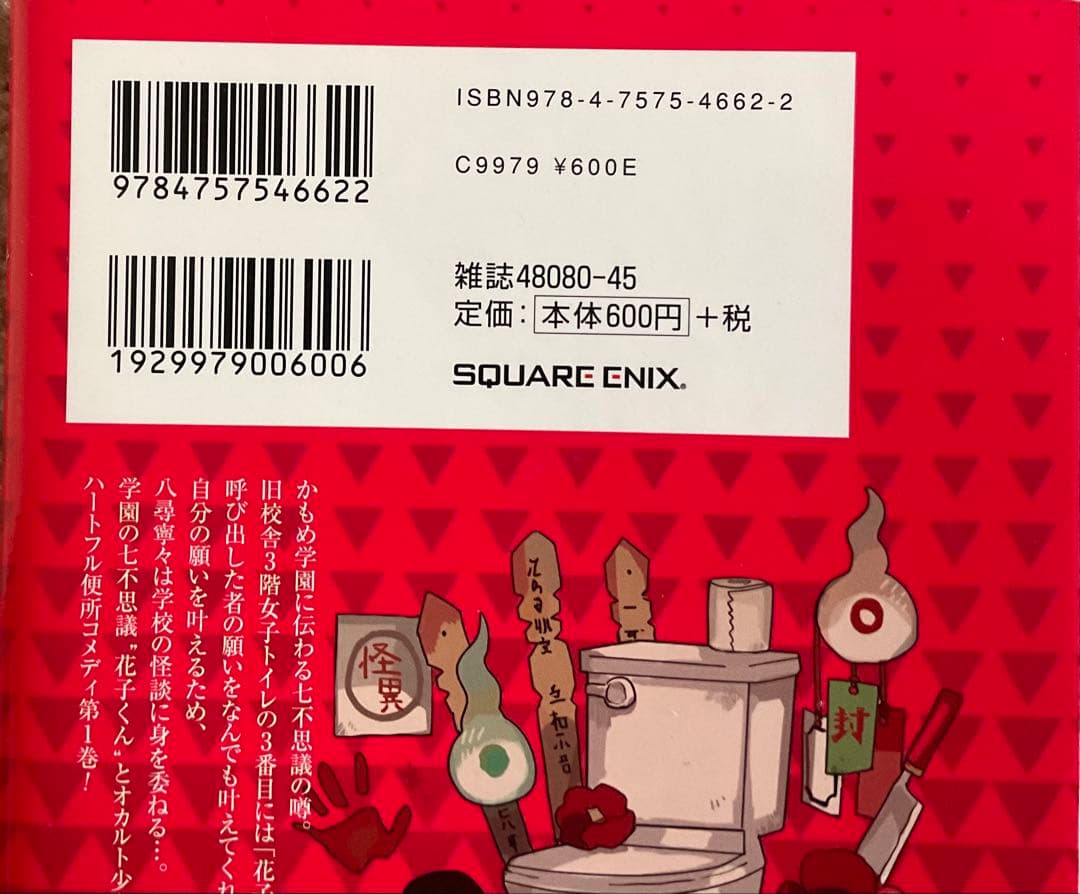 9784757546622
ISBN978-4-7575-4662-2
C9979 ¥600E
1929979006006
雑誌48080-45
定価：本体600円+税
SQUARE ENIX®
かもめ学園に伝わる七不思議の噂。
旧校舎3階女子トイレの3番目には「花子
呼び出した者の願いをなんでも叶えてくれ
自分の願いを叶えるため、
八尋寧々は学校の怪談に身を委ねる…。
学園の七不思議〝花子くん〟とオカルト少
ハートフル便所コメディ第1巻！
怪異
封